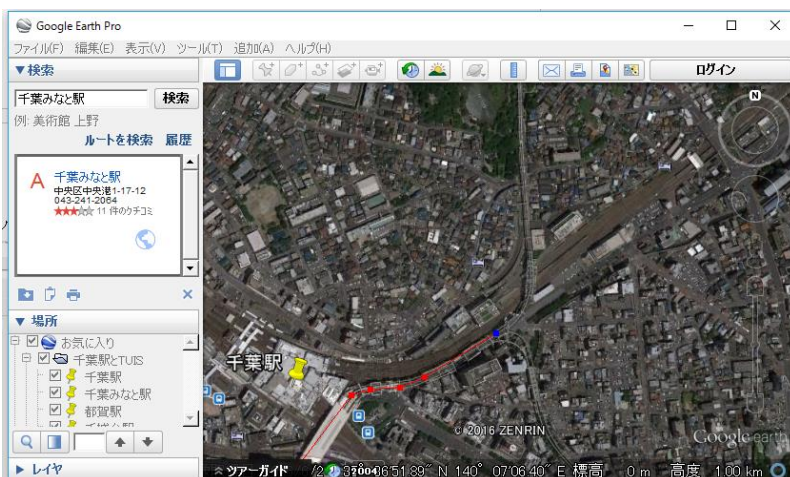 Google Earth Pro
ファイル(F) 編集(E) 表示(V) ツール(T) 追加(A) ヘルプ(H)
▼検索
ログイン
千葉みなと駅 検索
例: 美術館 上野
ルートを検索 履歴
A 千葉みなと駅
中央区中央港1-17-12
043-241-2064
11 件のクチコミ
▼ 場所
お気に入り
千葉駅とTUIS
千葉駅
千葉みなと駅
都賀駅
▶ レイヤ
N
千葉駅
© 2016 ZENRIN
Google earth
ツアーガイド 2004 51.89" N 140° 07'06.40" E 標高 0 m 高度 1.00 km